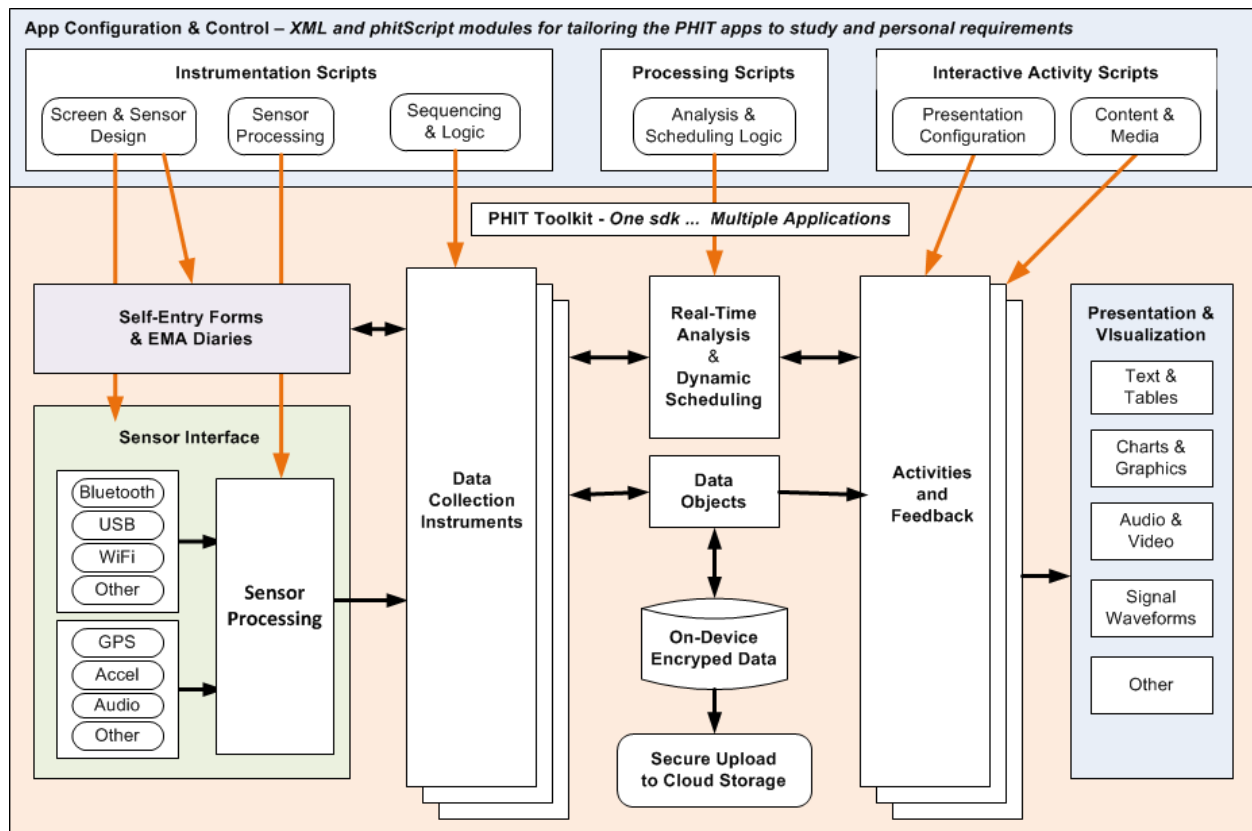 App Configuration & Control – XML and phitScript modules for tailoring the PHIT apps to study and personal requirements
Instrumentation Scripts
Screen & Sensor
Design
Sensor
Processing
Sequencing
& Logic
Processing Scripts
Analysis &
Scheduling Logic
Interactive Activity Scripts
Presentation
Configuration
Content &
Media
PHIT Toolkit - One sdk ... Multiple Applications
Self-Entry Forms
& EMA Diaries
Sensor Interface
Bluetooth
USB
WiFi
Other
GPS
Accel
Audio
Other
Sensor
Processing
Data
Collection
Instruments
Real-Time
Analysis
&
Dynamic
Scheduling
Data
Objects
On-Device
Encryped Data
Secure Upload
to Cloud Storage
Activities
and
Feedback
Presentation &
VIsualization
Text &
Tables
Charts &
Graphics
Audio &
Video
Signal
Waveforms
Other